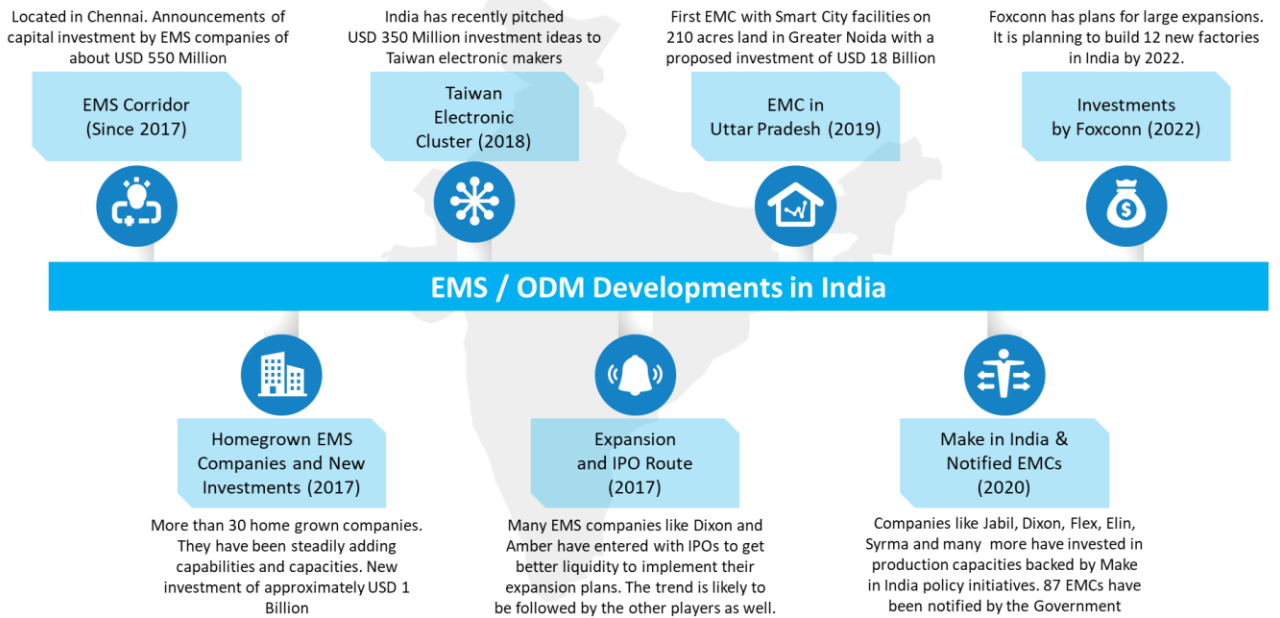 Located in Chennai. Announcements of
capital investment by EMS companies of
about USD 550 Million
EMS Corridor
(Since 2017)
India has recently pitched
USD 350 Million investment ideas to
Taiwan electronic makers
Taiwan
Electronic
Cluster (2018)
First EMC with Smart City facilities on
210 acres land in Greater Noida with a
proposed investment of USD 18 Billion
EMC in
Uttar Pradesh (2019)
Foxconn has plans for large expansions.
It is planning to build 12 new factories
in India by 2022.
Investments
by Foxconn (2022)
EMS / ODM Developments in India
Homegrown EMS
Companies and New
Investments (2017)
More than 30 home grown companies.
They have been steadily adding
capabilities and capacities. New
investment of approximately USD 1
Billion
Expansion
and IPO Route
(2017)
Many EMS companies like Dixon and
Amber have entered with IPOs to get
better liquidity to implement their
expansion plans. The trend is likely to
be followed by the other players as well.
Make in India &
Notified EMCs
(2020)
Companies like Jabil, Dixon, Flex, Elin,
Syrma and many more have invested in
production capacities backed by Make
in India policy initiatives. 87 EMCs have
been notified by the Government